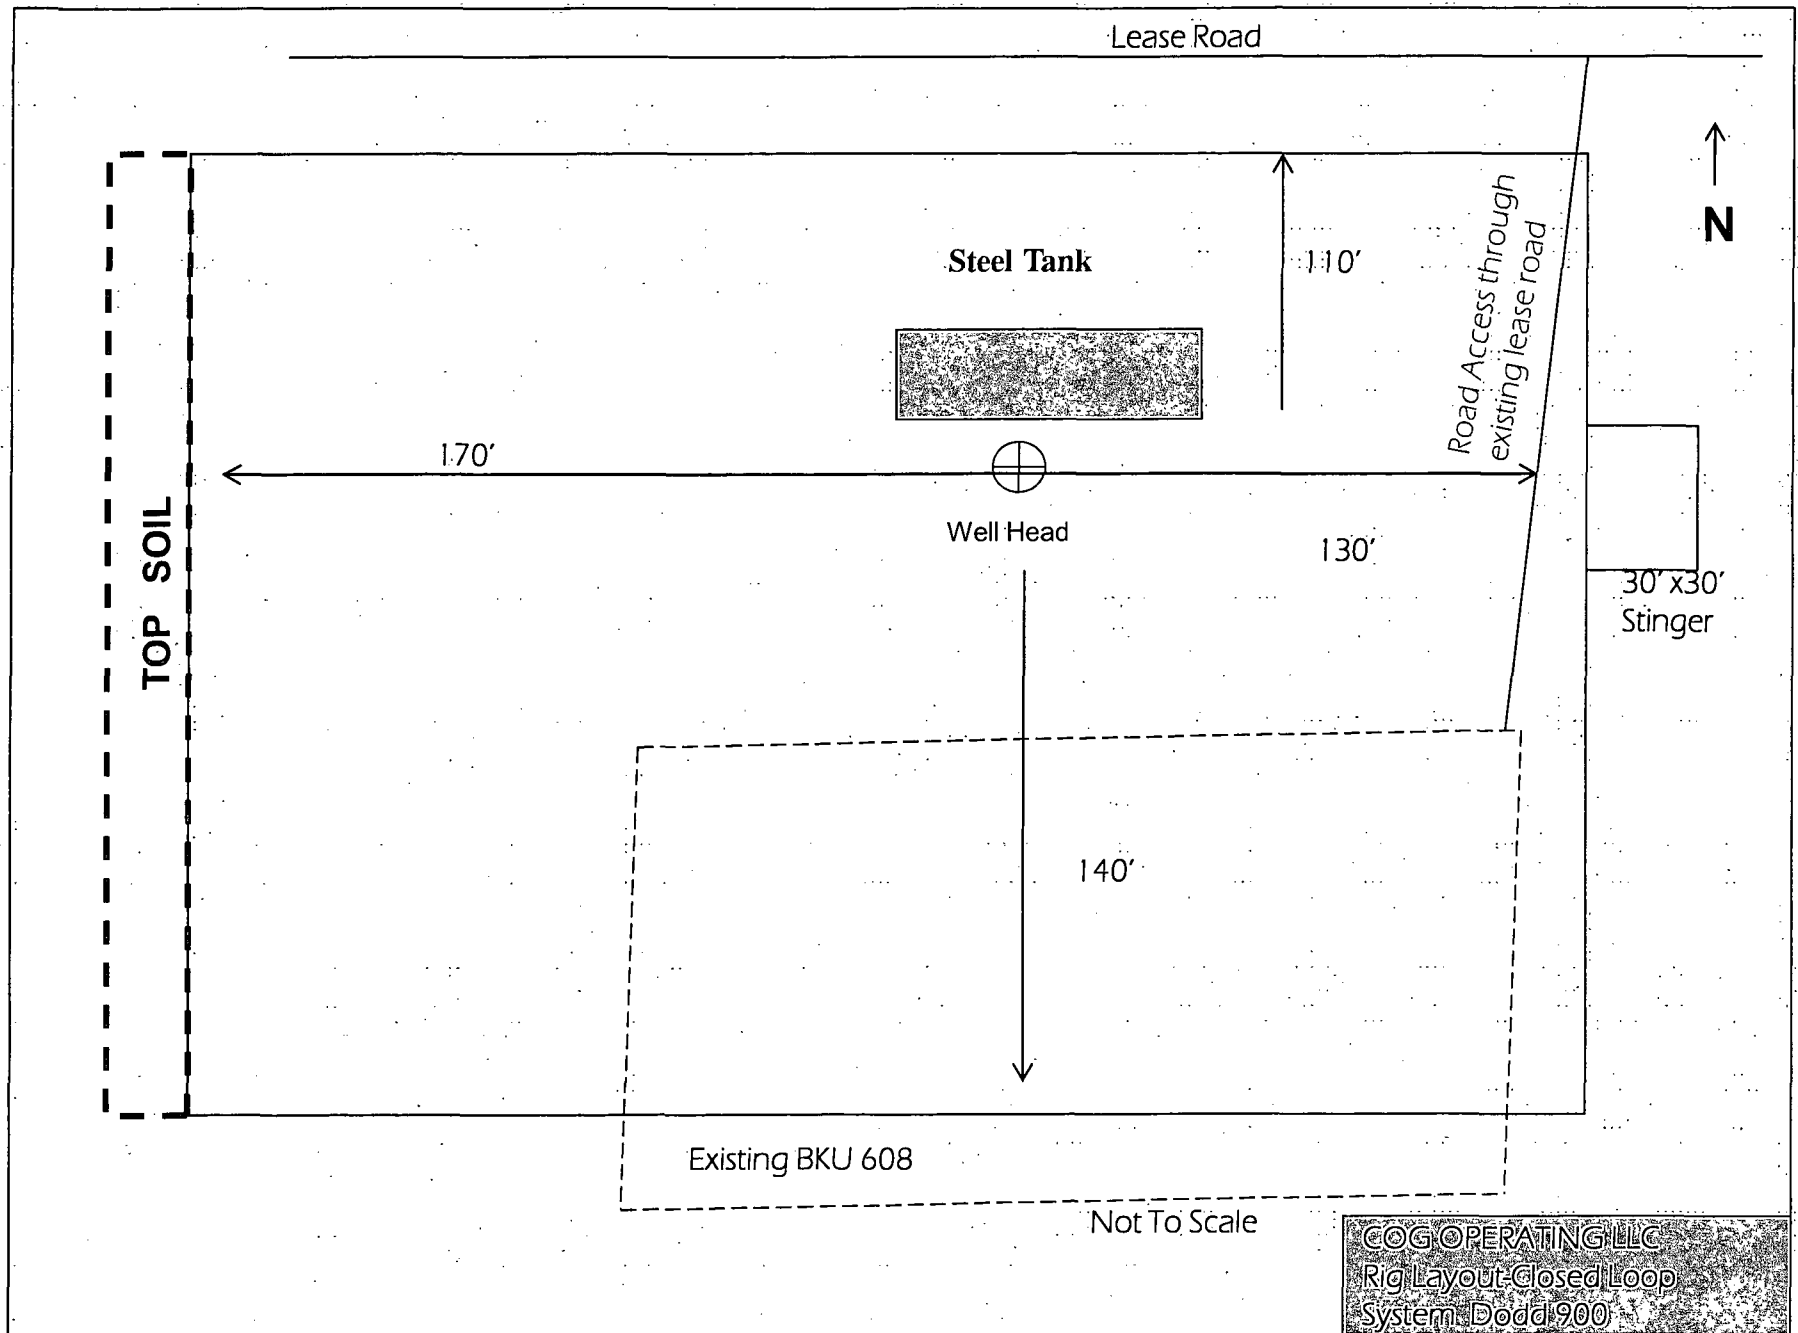 Lease Road
N
Road Access through
existing lease road
Steel Tank
110'
170'
Well Head
130'
TOP SOIL
30' x30'
Stinger
140'
Existing BKU 608
Not To Scale
COG OPERATING LLC
Rig Layout-Closed Loop
System Dodd 900